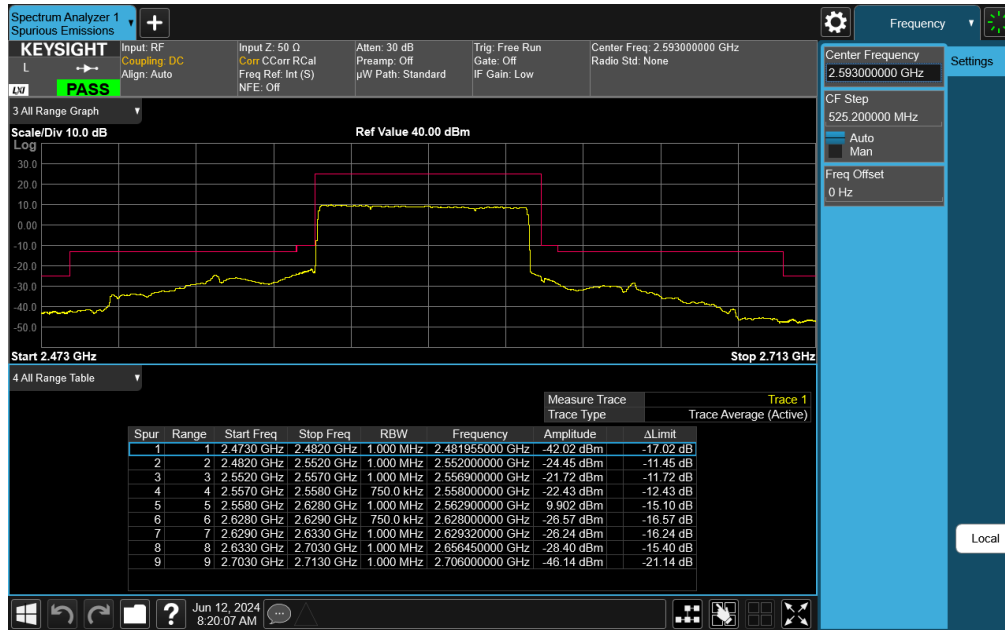 Spectrum Analyzer 1
Spurious Emissions
Frequency
KEYSIGHT
L
LXI
PASS
Input: RF
Coupling: DC
Align: Auto
Input Z: 50 Ω
Corr CCorr RCal
Freq Ref: Int (S)
NFE: Off
Atten: 30 dB
Preamp: Off
µW Path: Standard
Trig: Free Run
Gate: Off
IF Gain: Low
Center Freq: 2.593000000 GHz
Radio Std: None
Center Frequency
2.593000000 GHz
Settings
CF Step
525.200000 MHz
Auto
Man
Freq Offset
0 Hz
Local
3 All Range Graph
Scale/Div 10.0 dB
Ref Value 40.00 dBm
Log
30.0
20.0
10.0
0.00
-10.0
-20.0
-30.0
-40.0
-50.0
Start 2.473 GHz
Stop 2.713 GHz
4 All Range Table
Measure Trace Trace 1
Trace Type Trace Average (Active)
Spur Range Start Freq Stop Freq RBW Frequency Amplitude ΔLimit
1 1 2.4730 GHz 2.4820 GHz 1.000 MHz 2.481955000 GHz -42.02 dBm -17.02 dB
2 2 2.4820 GHz 2.5520 GHz 1.000 MHz 2.552000000 GHz -24.45 dBm -11.45 dB
3 3 2.5520 GHz 2.5570 GHz 1.000 MHz 2.556900000 GHz -21.72 dBm -11.72 dB
4 4 2.5570 GHz 2.5580 GHz 750.0 kHz 2.558000000 GHz -22.43 dBm -12.43 dB
5 5 2.5580 GHz 2.6280 GHz 1.000 MHz 2.562900000 GHz 9.902 dBm -15.10 dB
6 6 2.6280 GHz 2.6290 GHz 750.0 kHz 2.628000000 GHz -26.57 dBm -16.57 dB
7 7 2.6290 GHz 2.6330 GHz 1.000 MHz 2.629320000 GHz -26.24 dBm -16.24 dB
8 8 2.6330 GHz 2.7030 GHz 1.000 MHz 2.656450000 GHz -28.40 dBm -15.40 dB
9 9 2.7030 GHz 2.7130 GHz 1.000 MHz 2.706000000 GHz -46.14 dBm -21.14 dB
Jun 12, 2024
8:20:07 AM